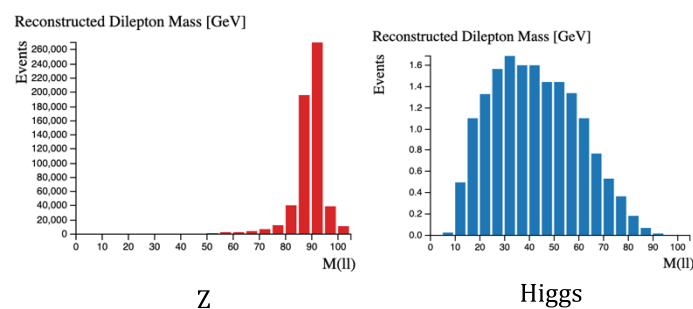 Reconstructed Dilepton Mass [GeV]
Events
260,000
240,000
220,000
200,000
180,000
160,000
140,000
120,000
100,000
80,000
60,000
40,000
20,000
0
0 10 20 30 40 50 60 70 80 90 100
M(ll)
Z
Reconstructed Dilepton Mass [GeV]
Events
1.6
1.4
1.2
1.0
0.8
0.6
0.4
0.2
0.0
0 10 20 30 40 50 60 70 80 90 100
M(ll)
Higgs